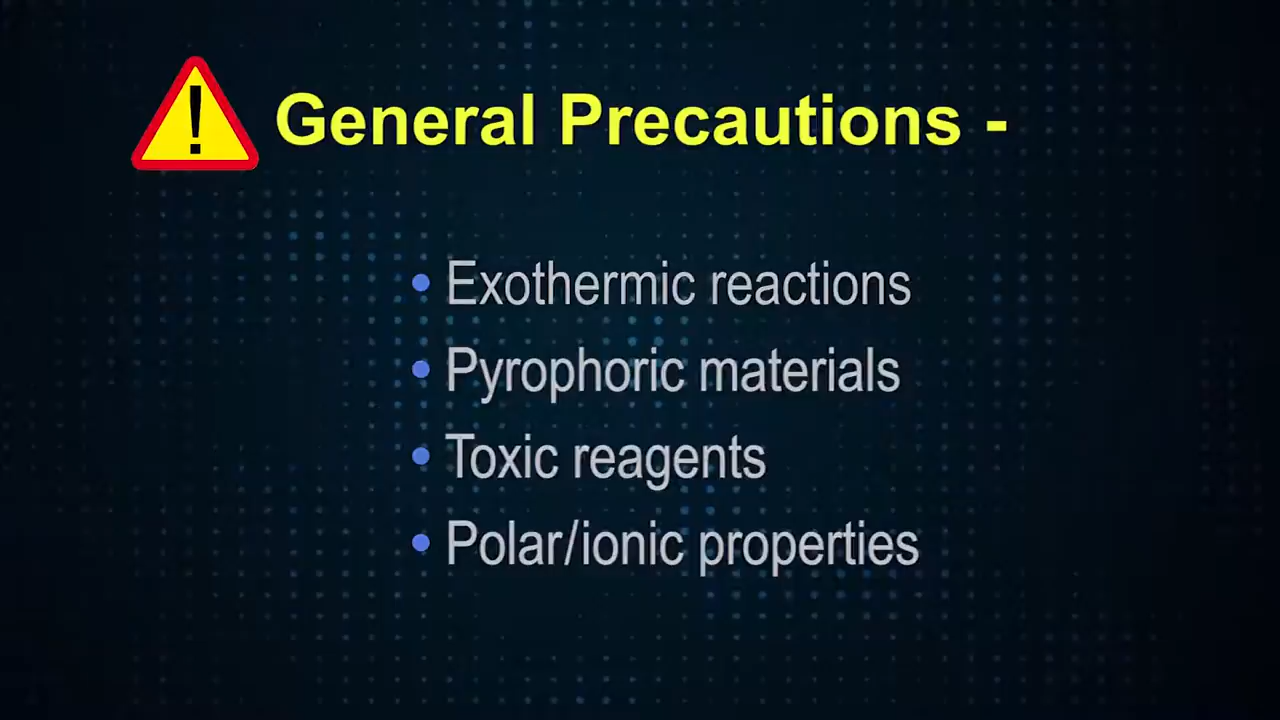 General Precautions -
• Exothermic reactions
• Pyrophoric materials
• Toxic reagents
• Polar/ionic properties